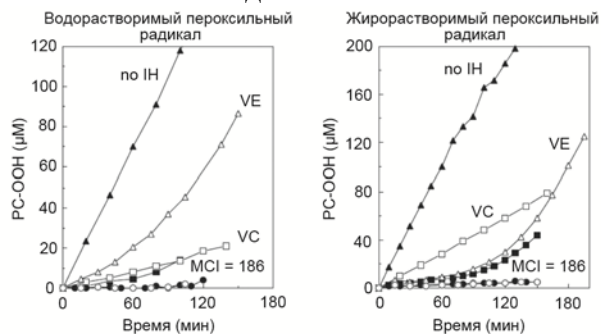 Водорастворимый пероксильный
радикал
120
100
80
60
40
20
0
PC-OOH (µM)
no IH
VE
VC
MCI = 186
0
60
120
180
Время (мин)
Жирорастворимый пероксильный
радикал
200
160
120
80
40
0
PC-OOH (µM)
no IH
VE
VC
MCI = 186
0
60
120
180
Время (мин)